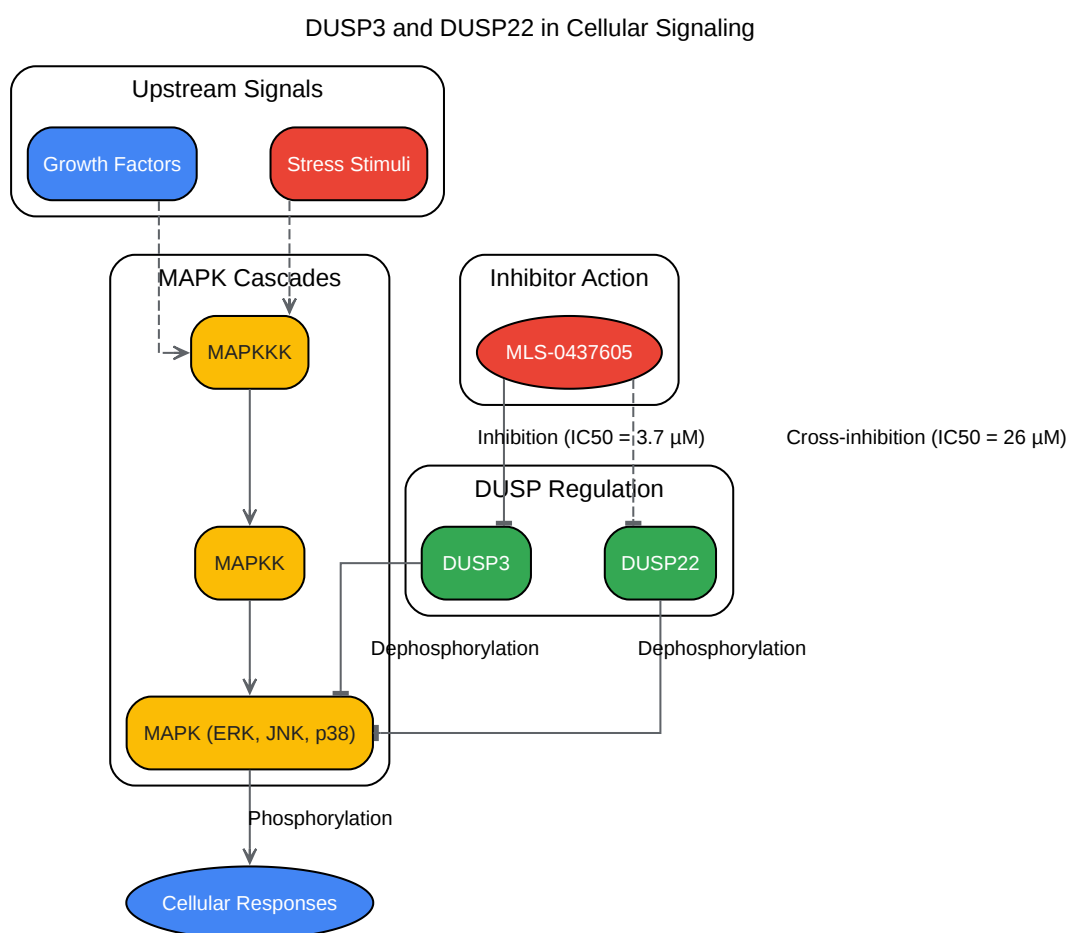 DUSP3 and DUSP22 in Cellular Signaling
Upstream Signals
Growth Factors
Stress Stimuli
MAPK Cascades
Inhibitor Action
MAPKKK
MLS-0437605
Inhibition (IC50 = 3.7 µM)
Cross-inhibition (IC50 = 26 µM)
DUSP Regulation
MAPKK
DUSP3
DUSP22
Dephosphorylation
Dephosphorylation
MAPK (ERK, JNK, p38)
Phosphorylation
Cellular Responses